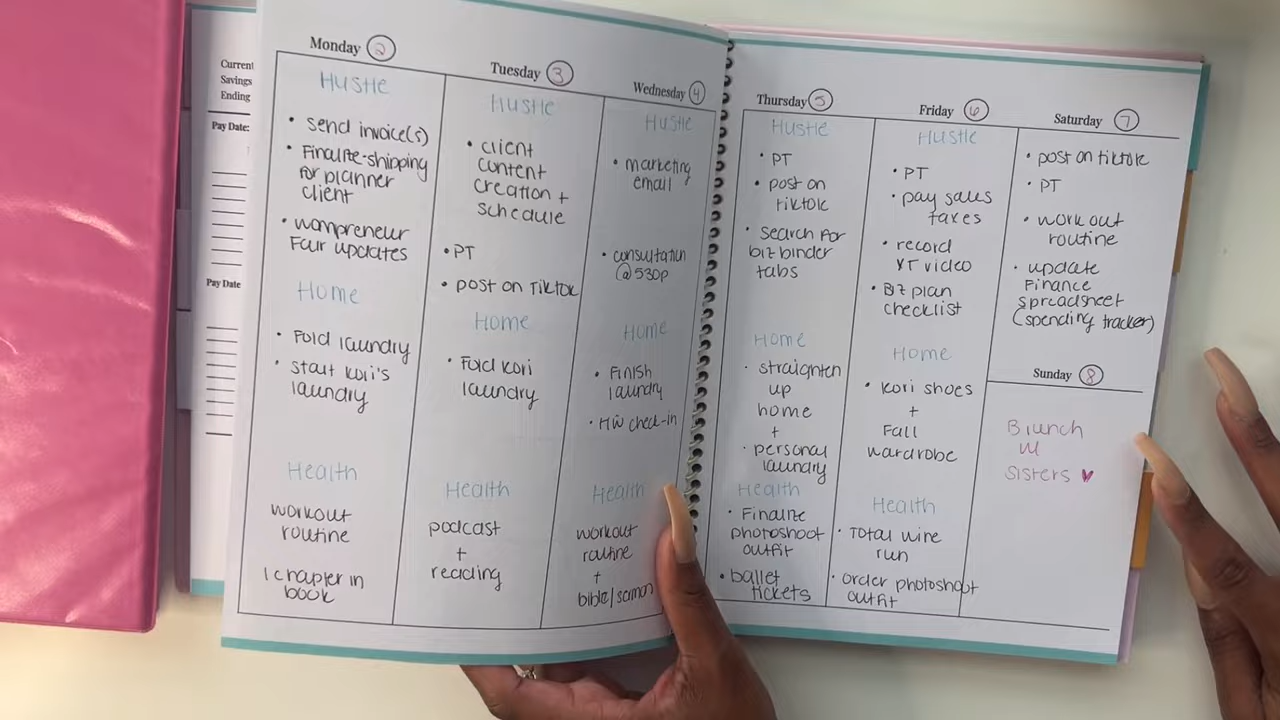 Current
Savings
Ending
Pay Date:
Pay Date
Monday 2
Hustle
• send invoice(s)
• Finalize shipping
for planner
client
• wompreneur
Fair updates
Home
• Fold laundry
• start Kori's
laundry
Health
workout
routine
1 chapter in
book
Tuesday 3
Hustle
• client
content
creation +
schedule
• PT
• post on TikTok
Home
• Fold Kori
laundry
Health
podcast
+
reading
Wednesday 4
Hustle
• marketing
email
• consultation
@ 530p
Home
• Finish
laundry
• HW check-in
Health
workout
routine
+
bible/sermon
Thursday 5
Hustle
• PT
• post on
tiktok
• search for
biz binder
tabs
Home
• straighten
up
home
+
• personal
laundry
Health
• Finalize
photoshoot
outfit
• ballet
tickets
Friday 6
Hustle
• PT
• pay sales
taxes
• record
YT video
• Biz plan
checklist
Home
• Kori shoes
+
Fall
wardrobe
Health
• Total wine
run
• order photoshoot
outfit
Saturday 7
• post on tiktok
• PT
• workout
routine
• update
Finance
spreadsheet
(spending tracker)
Sunday 8
Brunch
w/
sisters ♥